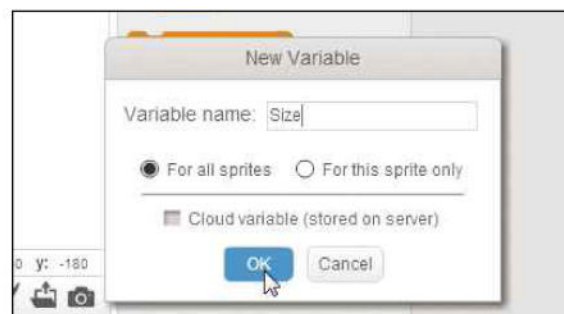 New Variable
Variable name: Size
For all sprites For this sprite only
Cloud variable (stored on server)
OK Cancel
0 y: -180